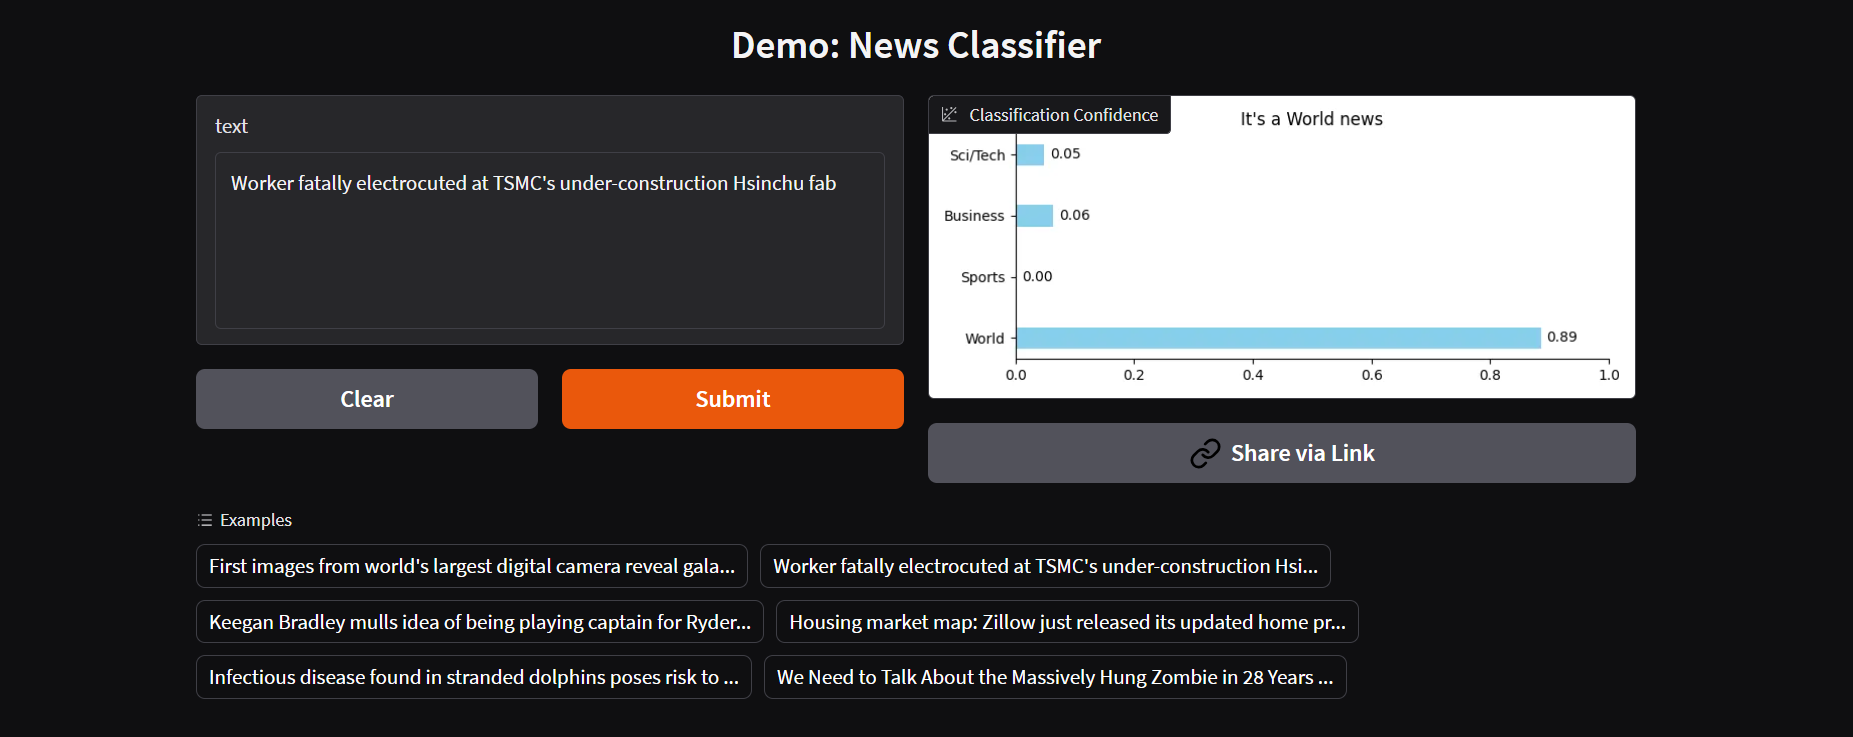 Demo: News Classifier
text
Worker fatally electrocuted at TSMC's under-construction Hsinchu fab
Clear
Submit
Classification Confidence
It's a World news
Sci/Tech 0.05
Business 0.06
Sports 0.00
World 0.89
0.0 0.2 0.4 0.6 0.8 1.0
Share via Link
Examples
First images from world's largest digital camera reveal gala...
Worker fatally electrocuted at TSMC's under-construction Hsi...
Keegan Bradley mulls idea of being playing captain for Ryder...
Housing market map: Zillow just released its updated home pr...
Infectious disease found in stranded dolphins poses risk to ...
We Need to Talk About the Massively Hung Zombie in 28 Years ...